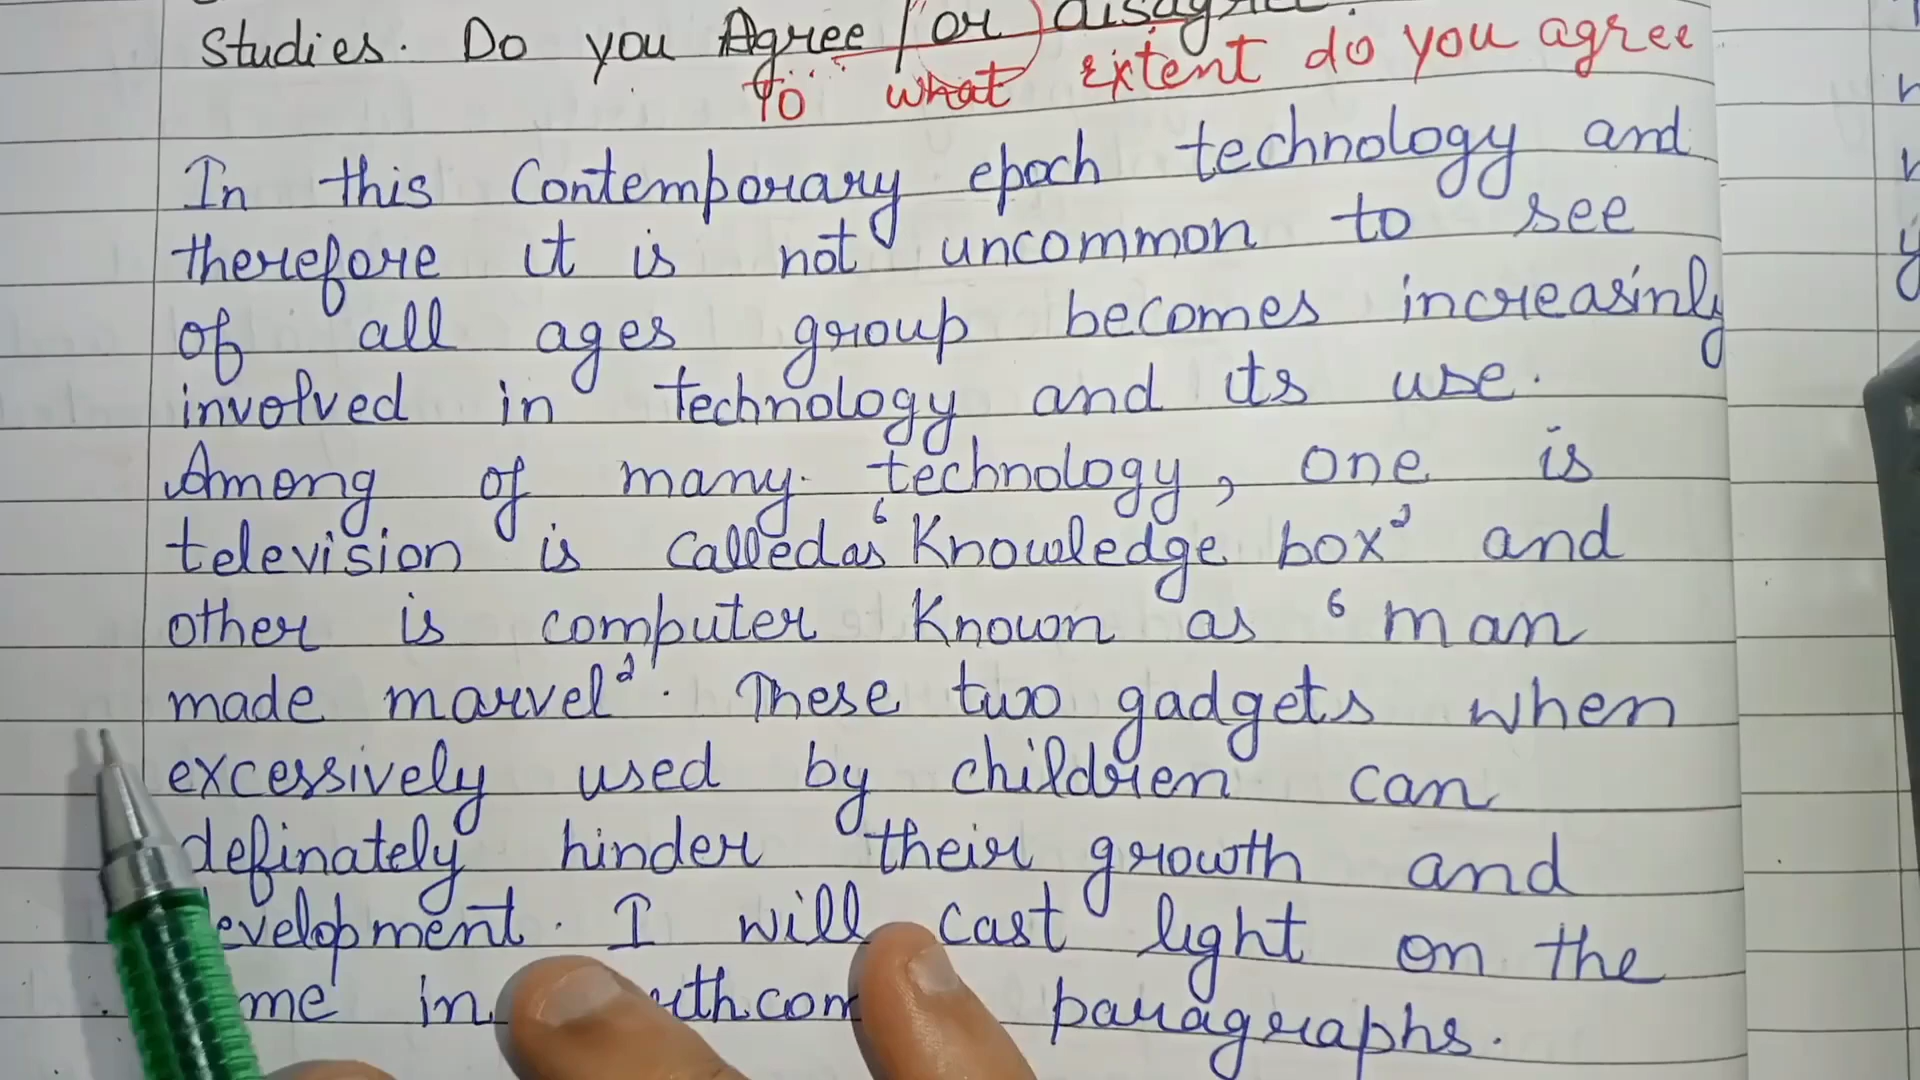 Studies. Do you Agree / or disagree
To what extent do you agree
In this Contemporary epoch technology and
therefore it is not uncommon to see
of all ages group becomes increasinly
involved in technology and its use.
Among of many technology, one is
television is called as 'Knowledge box' and
other is computer Known as 'man
made marvel'. These two gadgets when
excessively used by children can
definately hinder their growth and
evelopment. I will cast light on the
me in uthcom paragraphs.